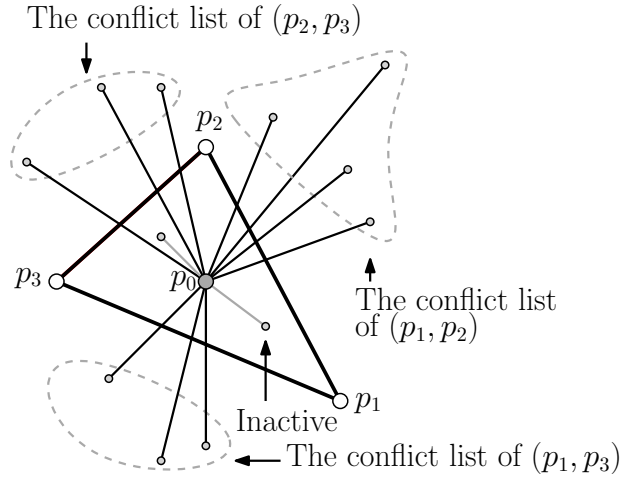 The conflict list of (p₂, p₃)
p₂
p₃
p₀
The conflict list
of (p₁, p₂)
p₁
Inactive
The conflict list of (p₁, p₃)